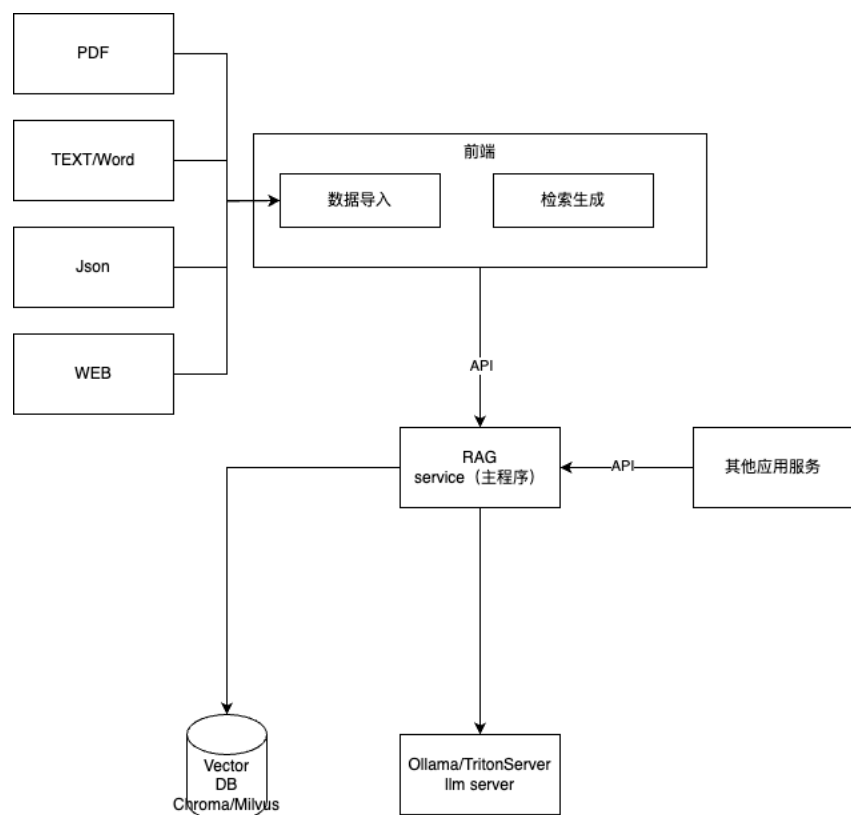 PDF
TEXT/Word
前端
数据导入
检索生成
Json
WEB
API
RAG
service（主程序）
API
其他应用服务
Vector
DB
Chroma/Milvus
Ollama/TritonServer
llm server